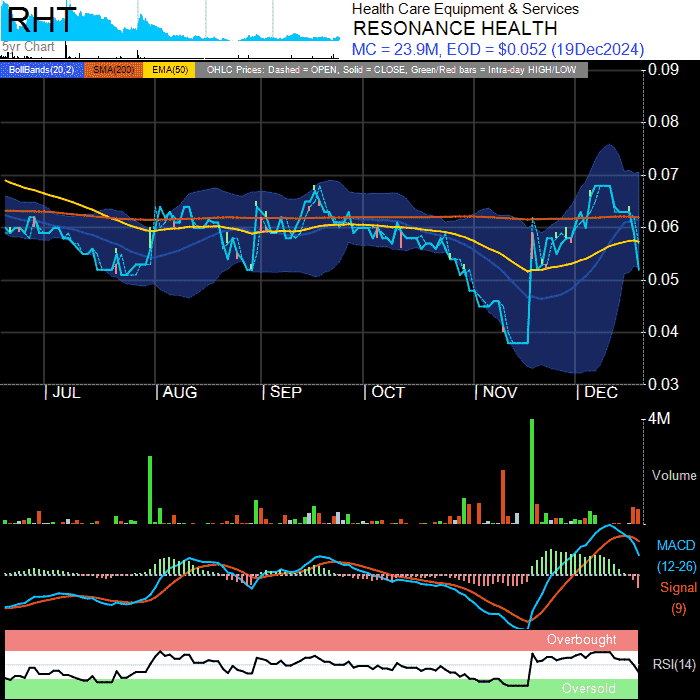 RHT
5yr Chart
Health Care Equipment & Services
RESONANCE HEALTH
MC = 23.9M, EOD = $0.052 (19Dec2024)
BollBands(20,2) SMA(200) EMA(50) OHLC Prices: Dashed = OPEN, Solid = CLOSE, Green/Red bars = Intra-day HIGH/LOW
0.09
0.08
0.07
0.06
0.05
0.04
0.03
JUL AUG SEP OCT NOV DEC
4M
Volume
MACD
(12-26)
Signal
(9)
Overbought
RSI(14)
Oversold